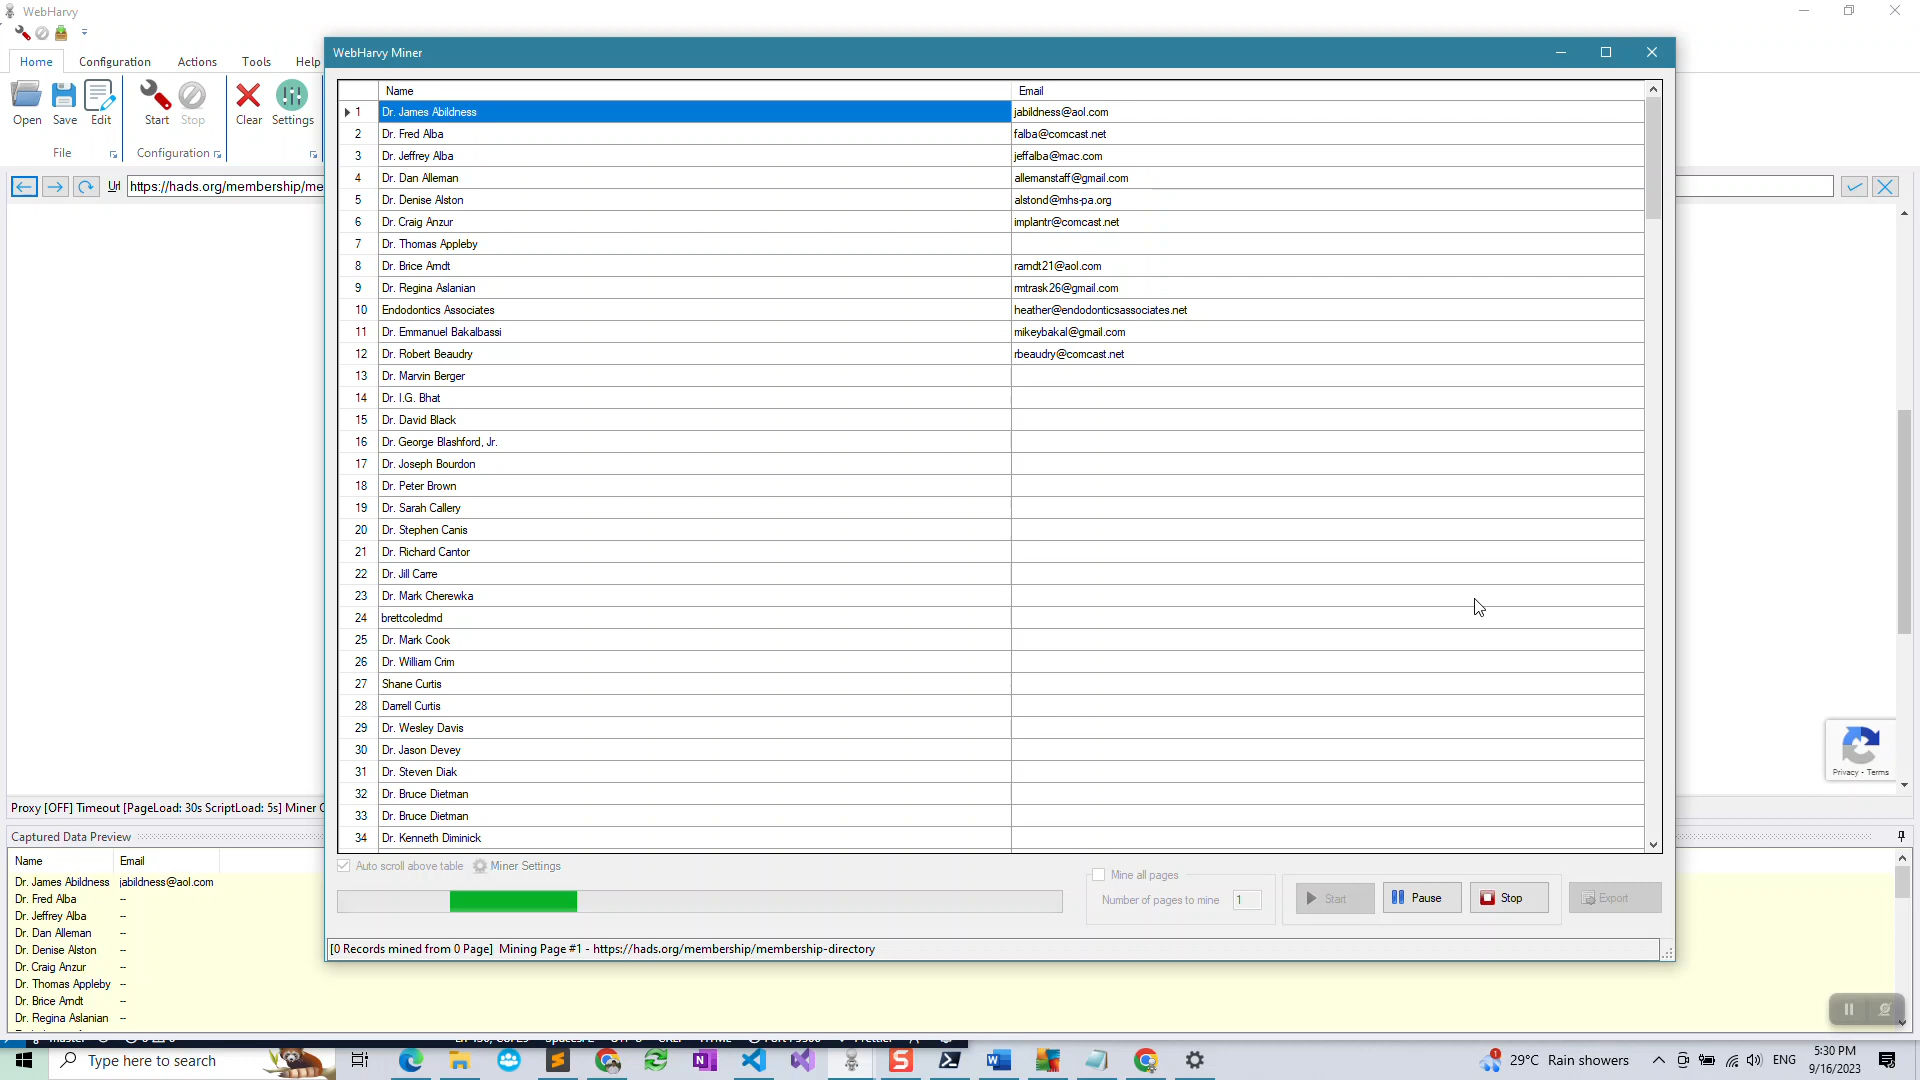 WebHarvy
Home Configuration Actions Tools Help
Open Save Edit Start Stop Clear Settings
File Configuration
Url https://hads.org/membership/me
WebHarvy Miner
Name Email
1 Dr. James Abildness jabildness@aol.com
2 Dr. Fred Alba falba@comcast.net
3 Dr. Jeffrey Alba jeffalba@mac.com
4 Dr. Dan Alleman allemanstaff@gmail.com
5 Dr. Denise Alston alstond@mhs-pa.org
6 Dr. Craig Anzur implantr@comcast.net
7 Dr. Thomas Appleby
8 Dr. Brice Arndt rarndt21@aol.com
9 Dr. Regina Aslanian rmtrask26@gmail.com
10 Endodontics Associates heather@endodonticsassociates.net
11 Dr. Emmanuel Bakalbassi mikeybakal@gmail.com
12 Dr. Robert Beaudry rbeaudry@comcast.net
13 Dr. Marvin Berger
14 Dr. I.G. Bhat
15 Dr. David Black
16 Dr. George Blashford, Jr.
17 Dr. Joseph Bourdon
18 Dr. Peter Brown
19 Dr. Sarah Callery
20 Dr. Stephen Canis
21 Dr. Richard Cantor
22 Dr. Jill Carre
23 Dr. Mark Cherewka
24 brettcoledmd
25 Dr. Mark Cook
26 Dr. William Crim
27 Shane Curtis
28 Darrell Curtis
29 Dr. Wesley Davis
30 Dr. Jason Devey
31 Dr. Steven Diak
32 Dr. Bruce Dietman
33 Dr. Bruce Dietman
34 Dr. Kenneth Diminick
Auto scroll above table Miner Settings
Mine all pages
Number of pages to mine 1
Start Pause Stop Export
[0 Records mined from 0 Page] Mining Page #1 - https://hads.org/membership/membership-directory
Privacy - Terms
Proxy [OFF] Timeout [PageLoad: 30s ScriptLoad: 5s] Miner
Captured Data Preview
Name Email
Dr. James Abildness jabildness@aol.com
Dr. Fred Alba --
Dr. Jeffrey Alba --
Dr. Dan Alleman --
Dr. Denise Alston --
Dr. Craig Anzur --
Dr. Thomas Appleby --
Dr. Brice Arndt --
Dr. Regina Aslanian --
Type here to search
29°C Rain showers
ENG
5:30 PM
9/16/2023